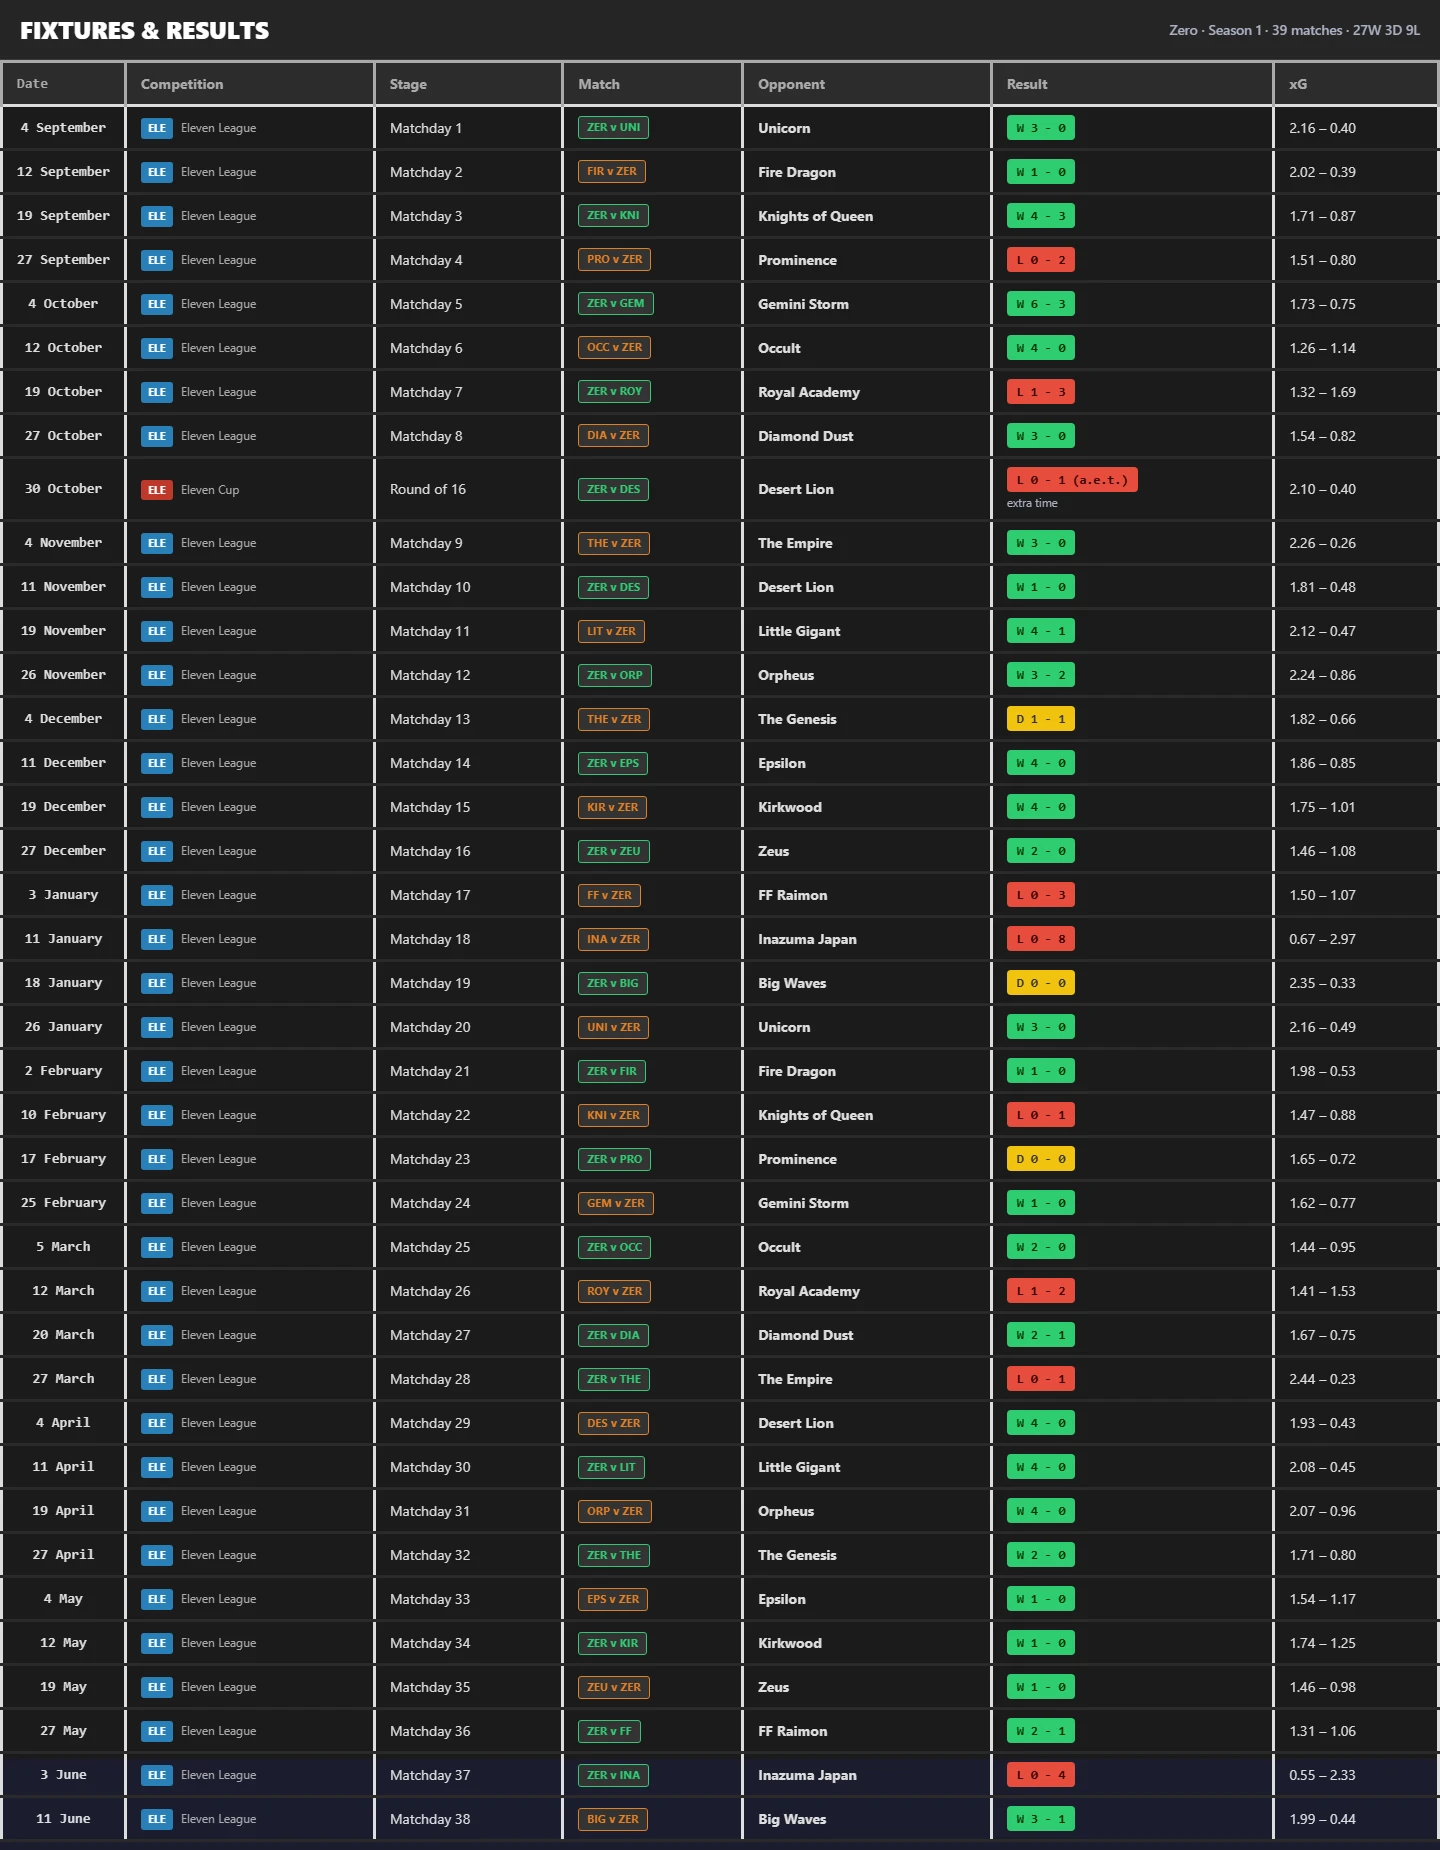 FIXTURES & RESULTS
Zero · Season 1 · 39 matches · 27W 3D 9L
Date Competition Stage Match Opponent Result xG
4 September ELE Eleven League Matchday 1 ZER v UNI Unicorn W 3 - 0 2.16 – 0.40
12 September ELE Eleven League Matchday 2 FIR v ZER Fire Dragon W 1 - 0 2.02 – 0.39
19 September ELE Eleven League Matchday 3 ZER v KNI Knights of Queen W 4 - 3 1.71 – 0.87
27 September ELE Eleven League Matchday 4 PRO v ZER Prominence L 0 - 2 1.51 – 0.80
4 October ELE Eleven League Matchday 5 ZER v GEM Gemini Storm W 6 - 3 1.73 – 0.75
12 October ELE Eleven League Matchday 6 OCC v ZER Occult W 4 - 0 1.26 – 1.14
19 October ELE Eleven League Matchday 7 ZER v ROY Royal Academy L 1 - 3 1.32 – 1.69
27 October ELE Eleven League Matchday 8 DIA v ZER Diamond Dust W 3 - 0 1.54 – 0.82
30 October ELE Eleven Cup Round of 16 ZER v DES Desert Lion L 0 - 1 (a.e.t.) 2.10 – 0.40
extra time
4 November ELE Eleven League Matchday 9 THE v ZER The Empire W 3 - 0 2.26 – 0.26
11 November ELE Eleven League Matchday 10 ZER v DES Desert Lion W 1 - 0 1.81 – 0.48
19 November ELE Eleven League Matchday 11 LIT v ZER Little Gigant W 4 - 1 2.12 – 0.47
26 November ELE Eleven League Matchday 12 ZER v ORP Orpheus W 3 - 2 2.24 – 0.86
4 December ELE Eleven League Matchday 13 THE v ZER The Genesis D 1 - 1 1.82 – 0.66
11 December ELE Eleven League Matchday 14 ZER v EPS Epsilon W 4 - 0 1.86 – 0.85
19 December ELE Eleven League Matchday 15 KIR v ZER Kirkwood W 4 - 0 1.75 – 1.01
27 December ELE Eleven League Matchday 16 ZER v ZEU Zeus W 2 - 0 1.46 – 1.08
3 January ELE Eleven League Matchday 17 FF v ZER FF Raimon L 0 - 3 1.50 – 1.07
11 January ELE Eleven League Matchday 18 INA v ZER Inazuma Japan L 0 - 8 0.67 – 2.97
18 January ELE Eleven League Matchday 19 ZER v BIG Big Waves D 0 - 0 2.35 – 0.33
26 January ELE Eleven League Matchday 20 UNI v ZER Unicorn W 3 - 0 2.16 – 0.49
2 February ELE Eleven League Matchday 21 ZER v FIR Fire Dragon W 1 - 0 1.98 – 0.53
10 February ELE Eleven League Matchday 22 KNI v ZER Knights of Queen L 0 - 1 1.47 – 0.88
17 February ELE Eleven League Matchday 23 ZER v PRO Prominence D 0 - 0 1.65 – 0.72
25 February ELE Eleven League Matchday 24 GEM v ZER Gemini Storm W 1 - 0 1.62 – 0.77
5 March ELE Eleven League Matchday 25 ZER v OCC Occult W 2 - 0 1.44 – 0.95
12 March ELE Eleven League Matchday 26 ROY v ZER Royal Academy L 1 - 2 1.41 – 1.53
20 March ELE Eleven League Matchday 27 ZER v DIA Diamond Dust W 2 - 1 1.67 – 0.75
27 March ELE Eleven League Matchday 28 ZER v THE The Empire L 0 - 1 2.44 – 0.23
4 April ELE Eleven League Matchday 29 DES v ZER Desert Lion W 4 - 0 1.93 – 0.43
11 April ELE Eleven League Matchday 30 ZER v LIT Little Gigant W 4 - 0 2.08 – 0.45
19 April ELE Eleven League Matchday 31 ORP v ZER Orpheus W 4 - 0 2.07 – 0.96
27 April ELE Eleven League Matchday 32 ZER v THE The Genesis W 2 - 0 1.71 – 0.80
4 May ELE Eleven League Matchday 33 EPS v ZER Epsilon W 1 - 0 1.54 – 1.17
12 May ELE Eleven League Matchday 34 ZER v KIR Kirkwood W 1 - 0 1.74 – 1.25
19 May ELE Eleven League Matchday 35 ZEU v ZER Zeus W 1 - 0 1.46 – 0.98
27 May ELE Eleven League Matchday 36 ZER v FF FF Raimon W 2 - 1 1.31 – 1.06
3 June ELE Eleven League Matchday 37 ZER v INA Inazuma Japan L 0 - 4 0.55 – 2.33
11 June ELE Eleven League Matchday 38 BIG v ZER Big Waves W 3 - 1 1.99 – 0.44